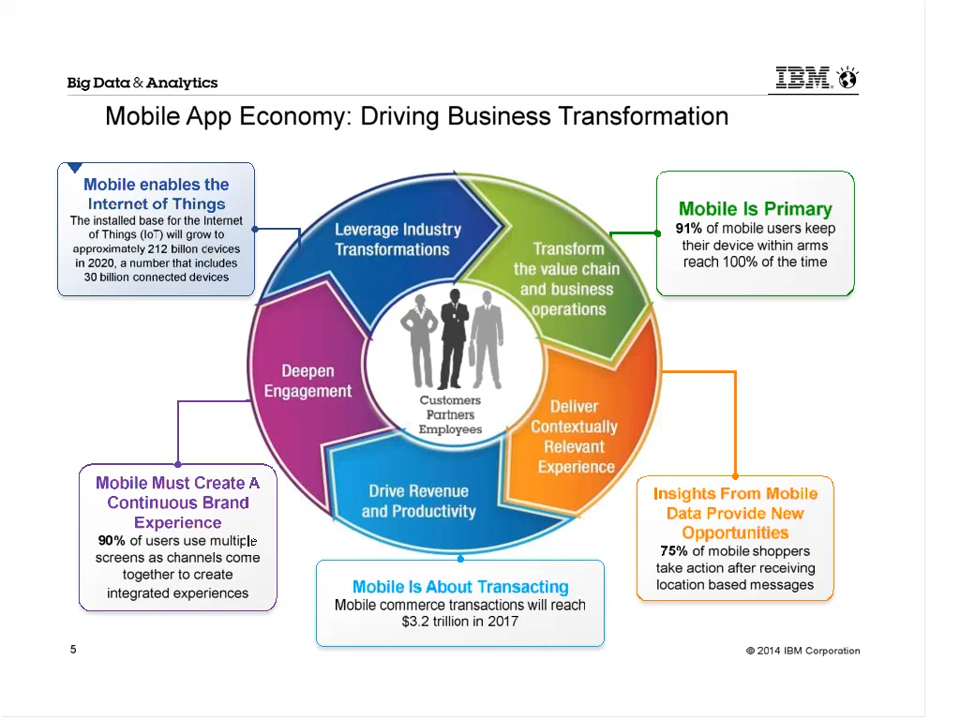 Big Data & Analytics
IBM
Mobile App Economy: Driving Business Transformation
Mobile enables the
Internet of Things
The installed base for the Internet
of Things (IoT) will grow to
approximately 212 billon devices
in 2020, a number that includes
30 billion connected devices
Leverage Industry
Transformations
Transform
the value chain
and business
operations
Mobile Is Primary
91% of mobile users keep
their device within arms
reach 100% of the time
Deepen
Engagement
Customers
Partners
Employees
Deliver
Contextually
Relevant
Experience
Drive Revenue
and Productivity
Mobile Must Create A
Continuous Brand
Experience
90% of users use multiple
screens as channels come
together to create
integrated experiences
Mobile Is About Transacting
Mobile commerce transactions will reach
$3.2 trillion in 2017
Insights From Mobile
Data Provide New
Opportunities
75% of mobile shoppers
take action after receiving
location based messages
5
© 2014 IBM Corporation